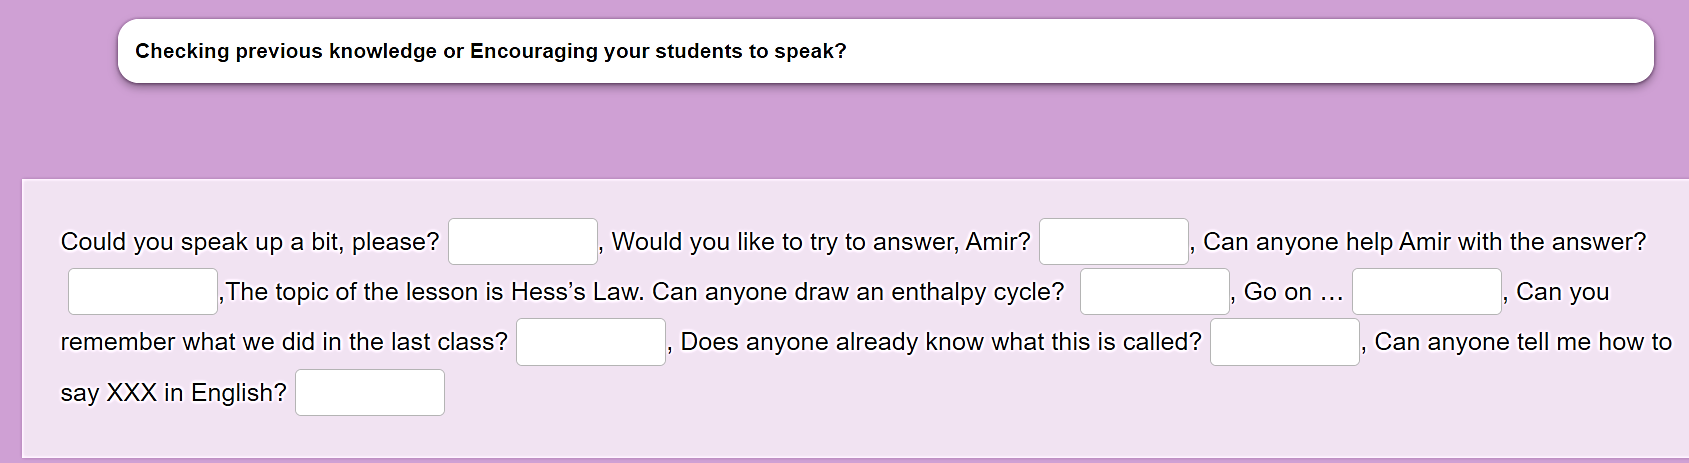 Checking previous knowledge or Encouraging your students to speak?
Could you speak up a bit, please? , Would you like to try to answer, Amir? , Can anyone help Amir with the answer?
,The topic of the lesson is Hess’s Law. Can anyone draw an enthalpy cycle? , Go on … , Can you
remember what we did in the last class? , Does anyone already know what this is called? , Can anyone tell me how to
say XXX in English?